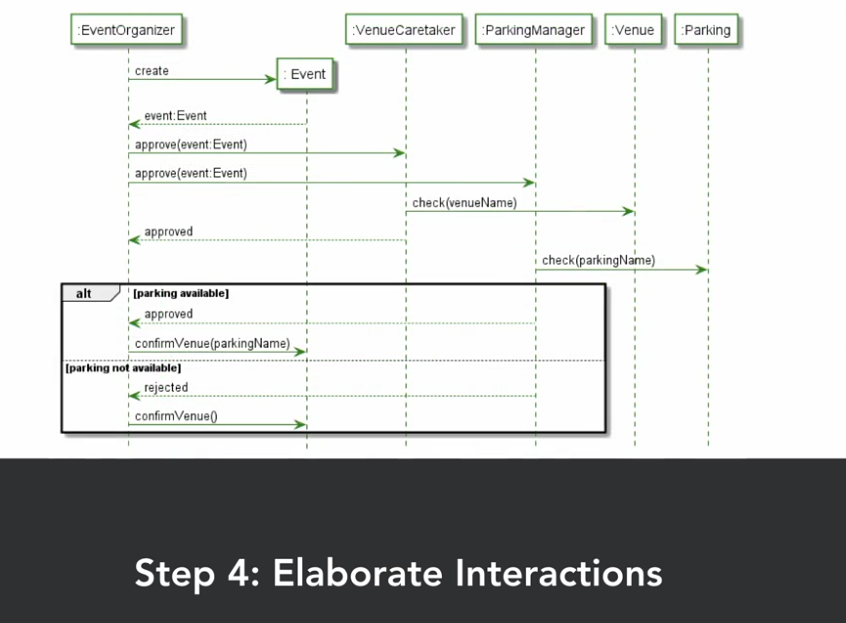 :EventOrganizer
:VenueCaretaker
:ParkingManager
:Venue
:Parking
create
: Event
event:Event
approve(event:Event)
approve(event:Event)
check(venueName)
approved
check(parkingName)
alt [parking available]
approved
confirmVenue(parkingName)
[parking not available]
rejected
confirmVenue()
Step 4: Elaborate Interactions